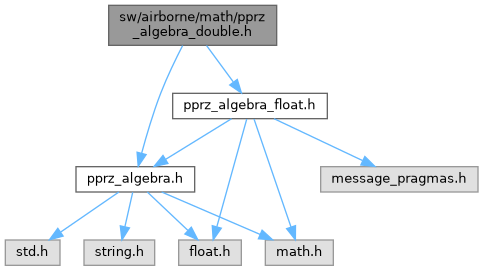 sw/airborne/math/pprz
_algebra_double.h
pprz_algebra_float.h
pprz_algebra.h
message_pragmas.h
std.h
string.h
float.h
math.h